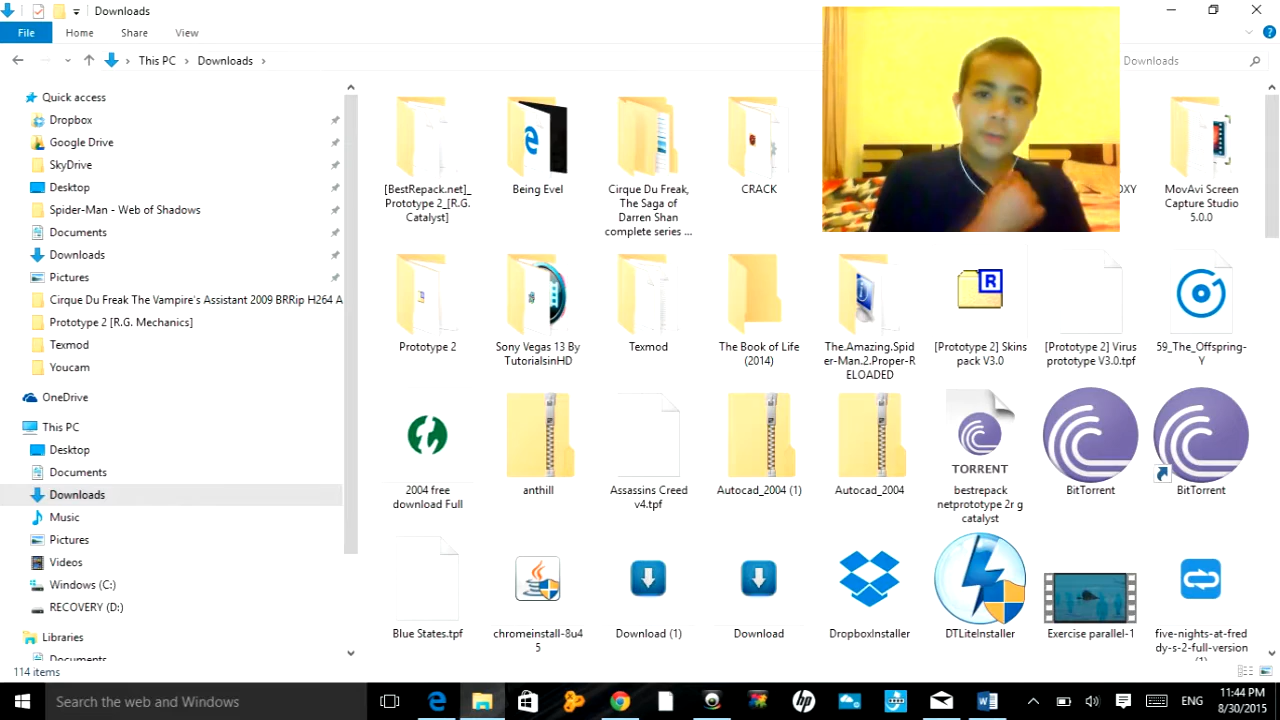 Downloads
File Home Share View
This PC Downloads Downloads
Quick access
Dropbox
Google Drive
SkyDrive
Desktop
Spider-Man - Web of Shadows
Documents
Downloads
Pictures
Cirque Du Freak The Vampire's Assistant 2009 BRRip H264 A
Prototype 2 [R.G. Mechanics]
Texmod
Youcam
OneDrive
This PC
Desktop
Documents
Downloads
Music
Pictures
Videos
Windows (C:)
RECOVERY (D:)
Libraries
Documents
114 items
[BestRepack.net]_
Prototype 2_[R.G.
Catalyst]
Being Evel
Cirque Du Freak,
The Saga of
Darren Shan
complete series ...
CRACK
OXY
MovAvi Screen
Capture Studio
5.0.0
Prototype 2
Sony Vegas 13 By
TutorialsinHD
Texmod
The Book of Life
(2014)
The.Amazing.Spid
er-Man.2.Proper-R
ELOADED
R
[Prototype 2] Skins
pack V3.0
[Prototype 2] Virus
prototype V3.0.tpf
59_The_Offspring-
Y
2004 free
download Full
anthill
Assassins Creed
v4.tpf
Autocad_2004 (1)
Autocad_2004
TORRENT
bestrepack
netprototype 2r g
catalyst
BitTorrent
BitTorrent
Blue States.tpf
chromeinstall-8u4
5
Download (1)
Download
DropboxInstaller
DTLiteInstaller
Exercise parallel-1
five-nights-at-fred
dy-s-2-full-version
(1)
Search the web and Windows
hp
ENG
11:44 PM
8/30/2015